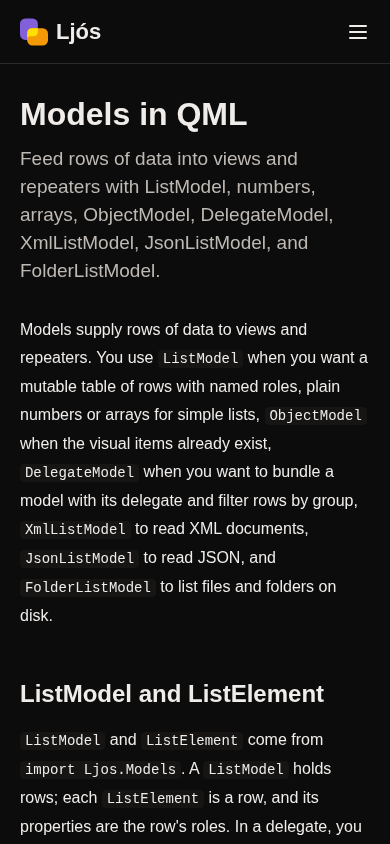 Ljós
Models in QML
Feed rows of data into views and
repeaters with ListModel, numbers,
arrays, ObjectModel, DelegateModel,
XmlListModel, JsonListModel, and
FolderListModel.
Models supply rows of data to views and
repeaters. You use ListModel when you want a
mutable table of rows with named roles, plain
numbers or arrays for simple lists, ObjectModel
when the visual items already exist,
DelegateModel when you want to bundle a
model with its delegate and filter rows by group,
XmlListModel to read XML documents,
JsonListModel to read JSON, and
FolderListModel to list files and folders on
disk.
ListModel and ListElement
ListModel and ListElement come from
import Ljos.Models. A ListModel holds
rows; each ListElement is a row, and its
properties are the row's roles. In a delegate, you